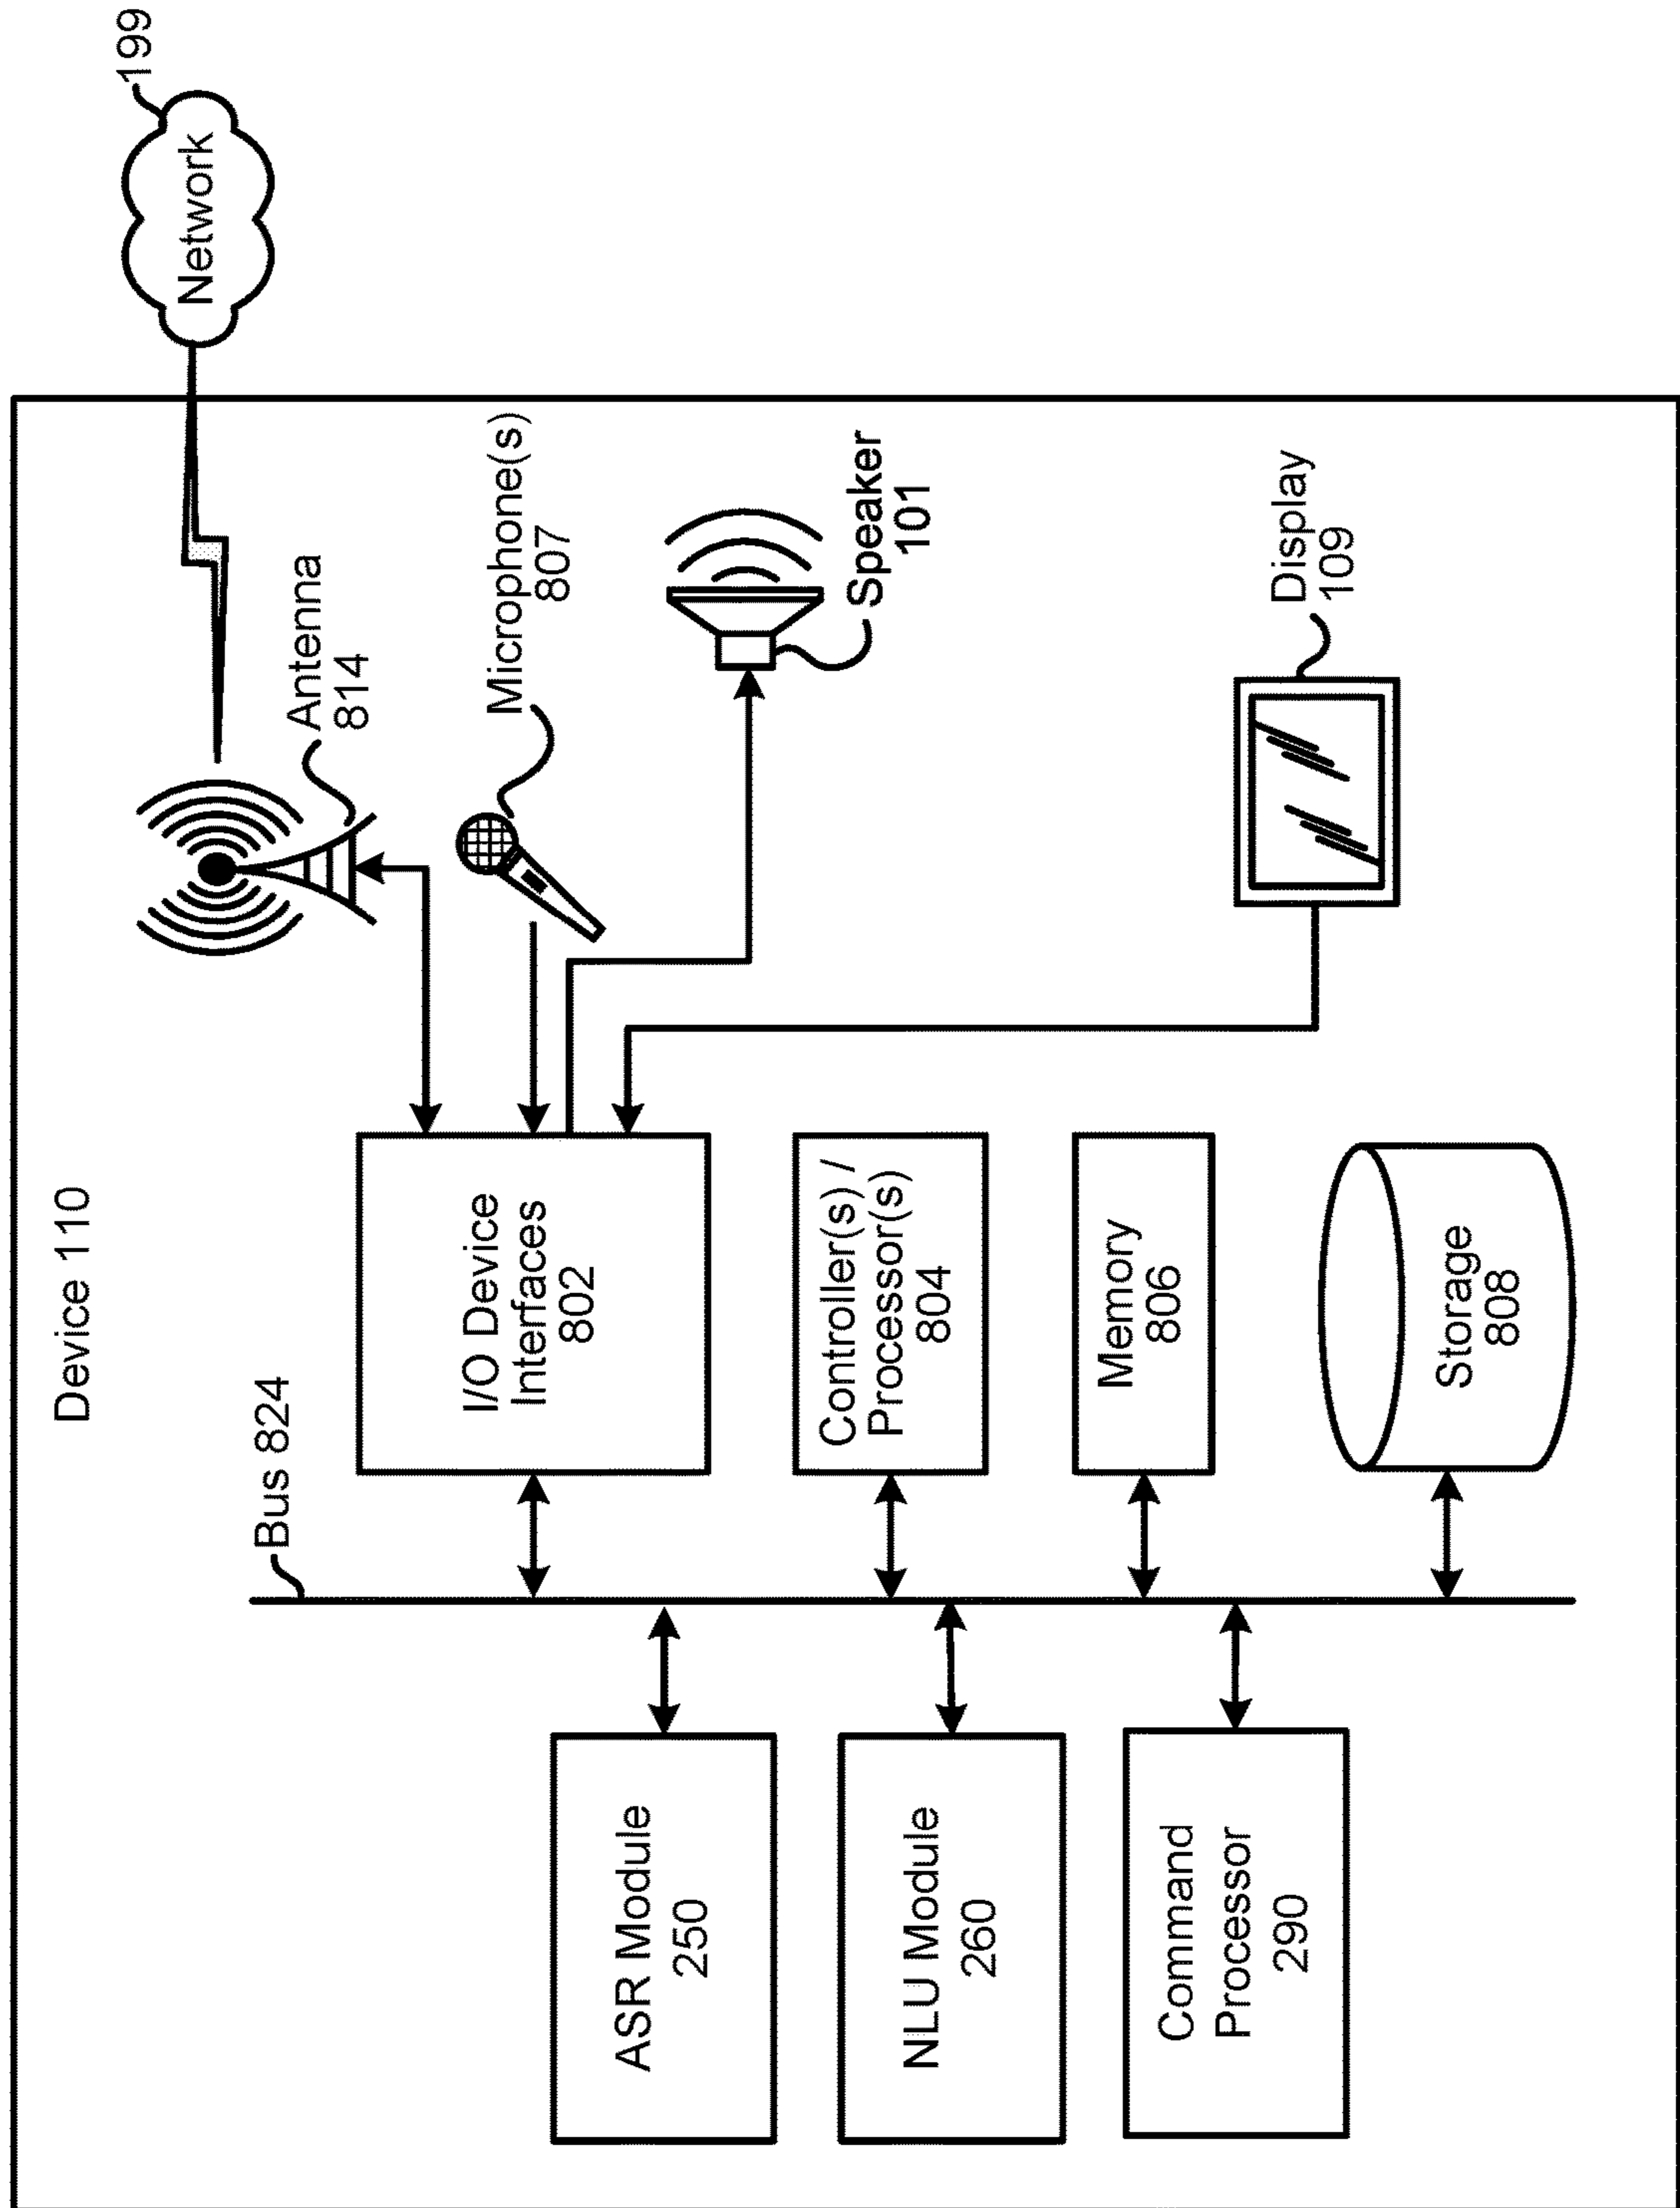 Device 110
Bus 824
ASR Module
250
NLU Module
260
Command
Processor
290
I/O Device
Interfaces
802
Controller(s) /
Processor(s)
804
Memory
806
Storage
808
Antenna
814
Microphone(s)
807
Speaker
101
Display
109
Network
199